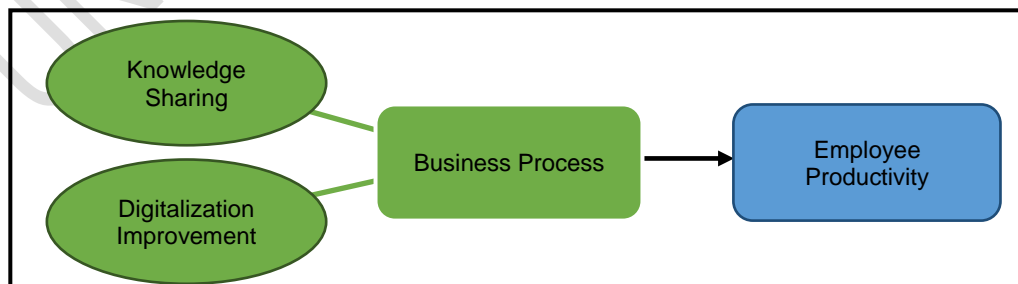 Knowledge
Sharing
Business Process
Employee
Productivity
Digitalization
Improvement